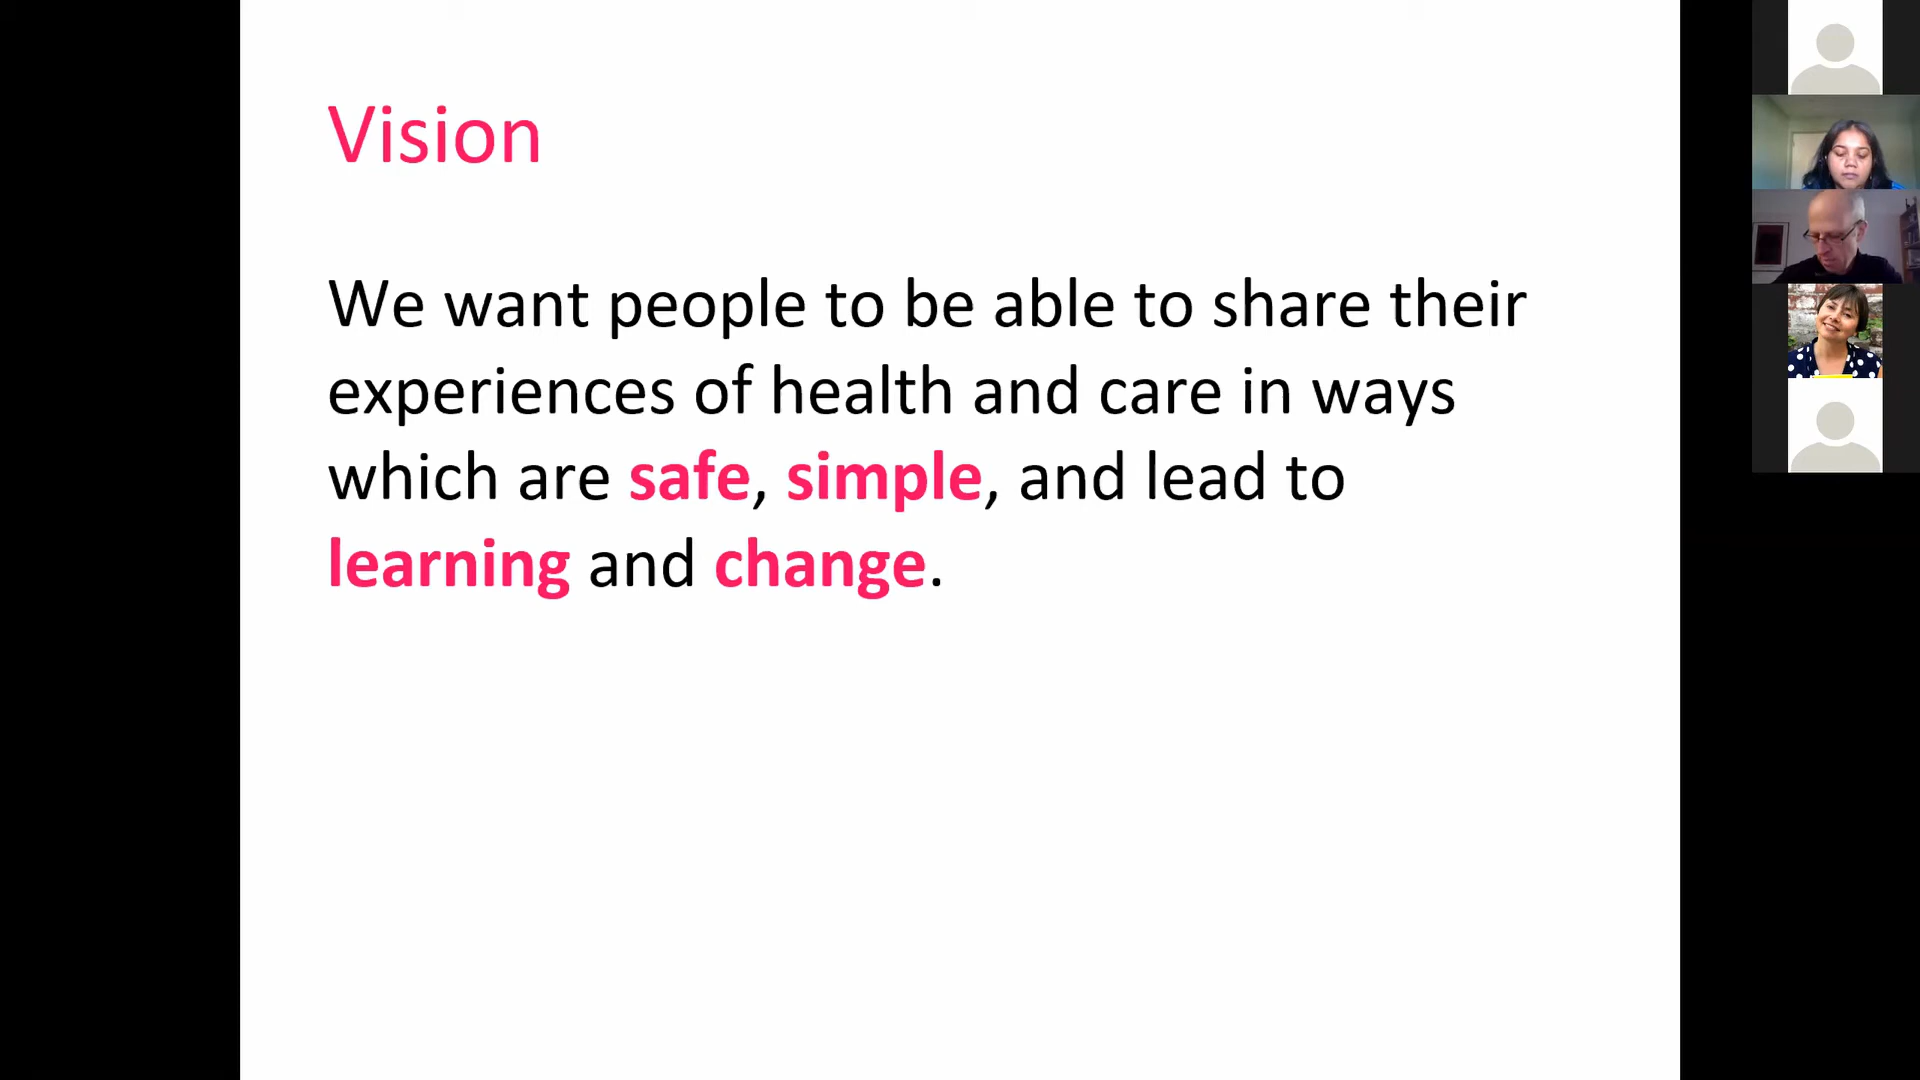 Vision
We want people to be able to share their
experiences of health and care in ways
which are safe, simple, and lead to
learning and change.